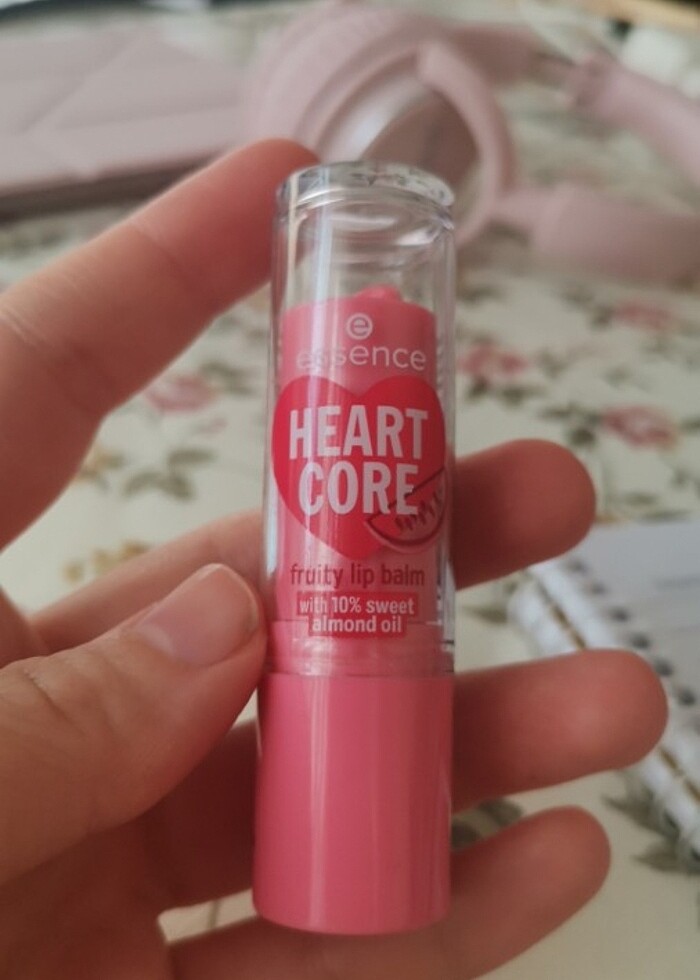 e
essence
HEART
CORE
fruity lip balm
with 10% sweet
almond oil